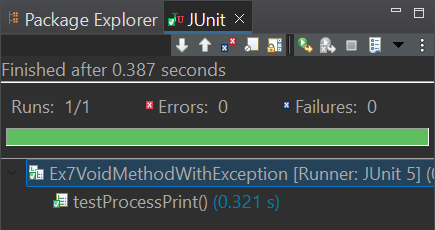 Package Explorer JUnit
Finished after 0.387 seconds
Runs: 1/1 Errors: 0 Failures: 0
Ex7VoidMethodWithException [Runner: JUnit 5] (0
testProcessPrint() (0.321 s)